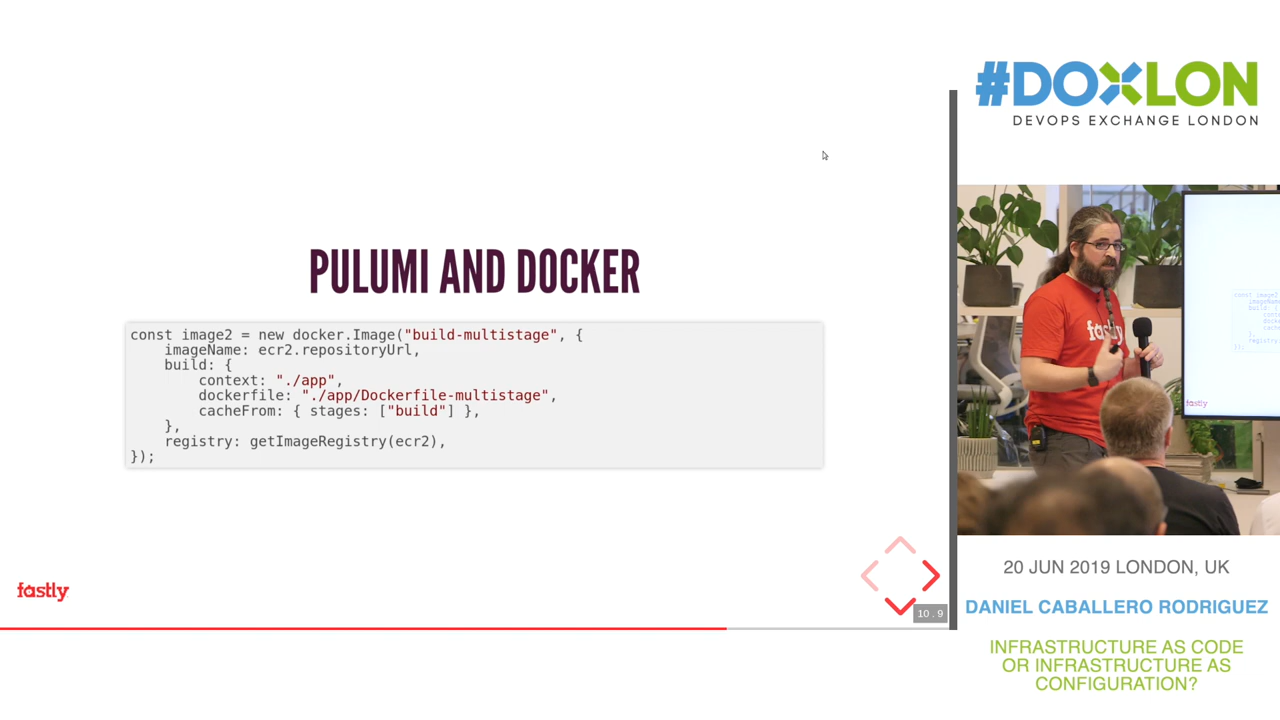 PULUMI AND DOCKER
const image2 = new docker.Image("build-multistage", {
    imageName: ecr2.repositoryUrl,
    build: {
        context: "./app",
        dockerfile: "./app/Dockerfile-multistage",
        cacheFrom: { stages: ["build"] },
    },
    registry: getImageRegistry(ecr2),
});
fastly
10.9
#DOXLON
DEVOPS EXCHANGE LONDON
fastly
fastly
20 JUN 2019 LONDON, UK
DANIEL CABALLERO RODRIGUEZ
INFRASTRUCTURE AS CODE
OR INFRASTRUCTURE AS
CONFIGURATION?